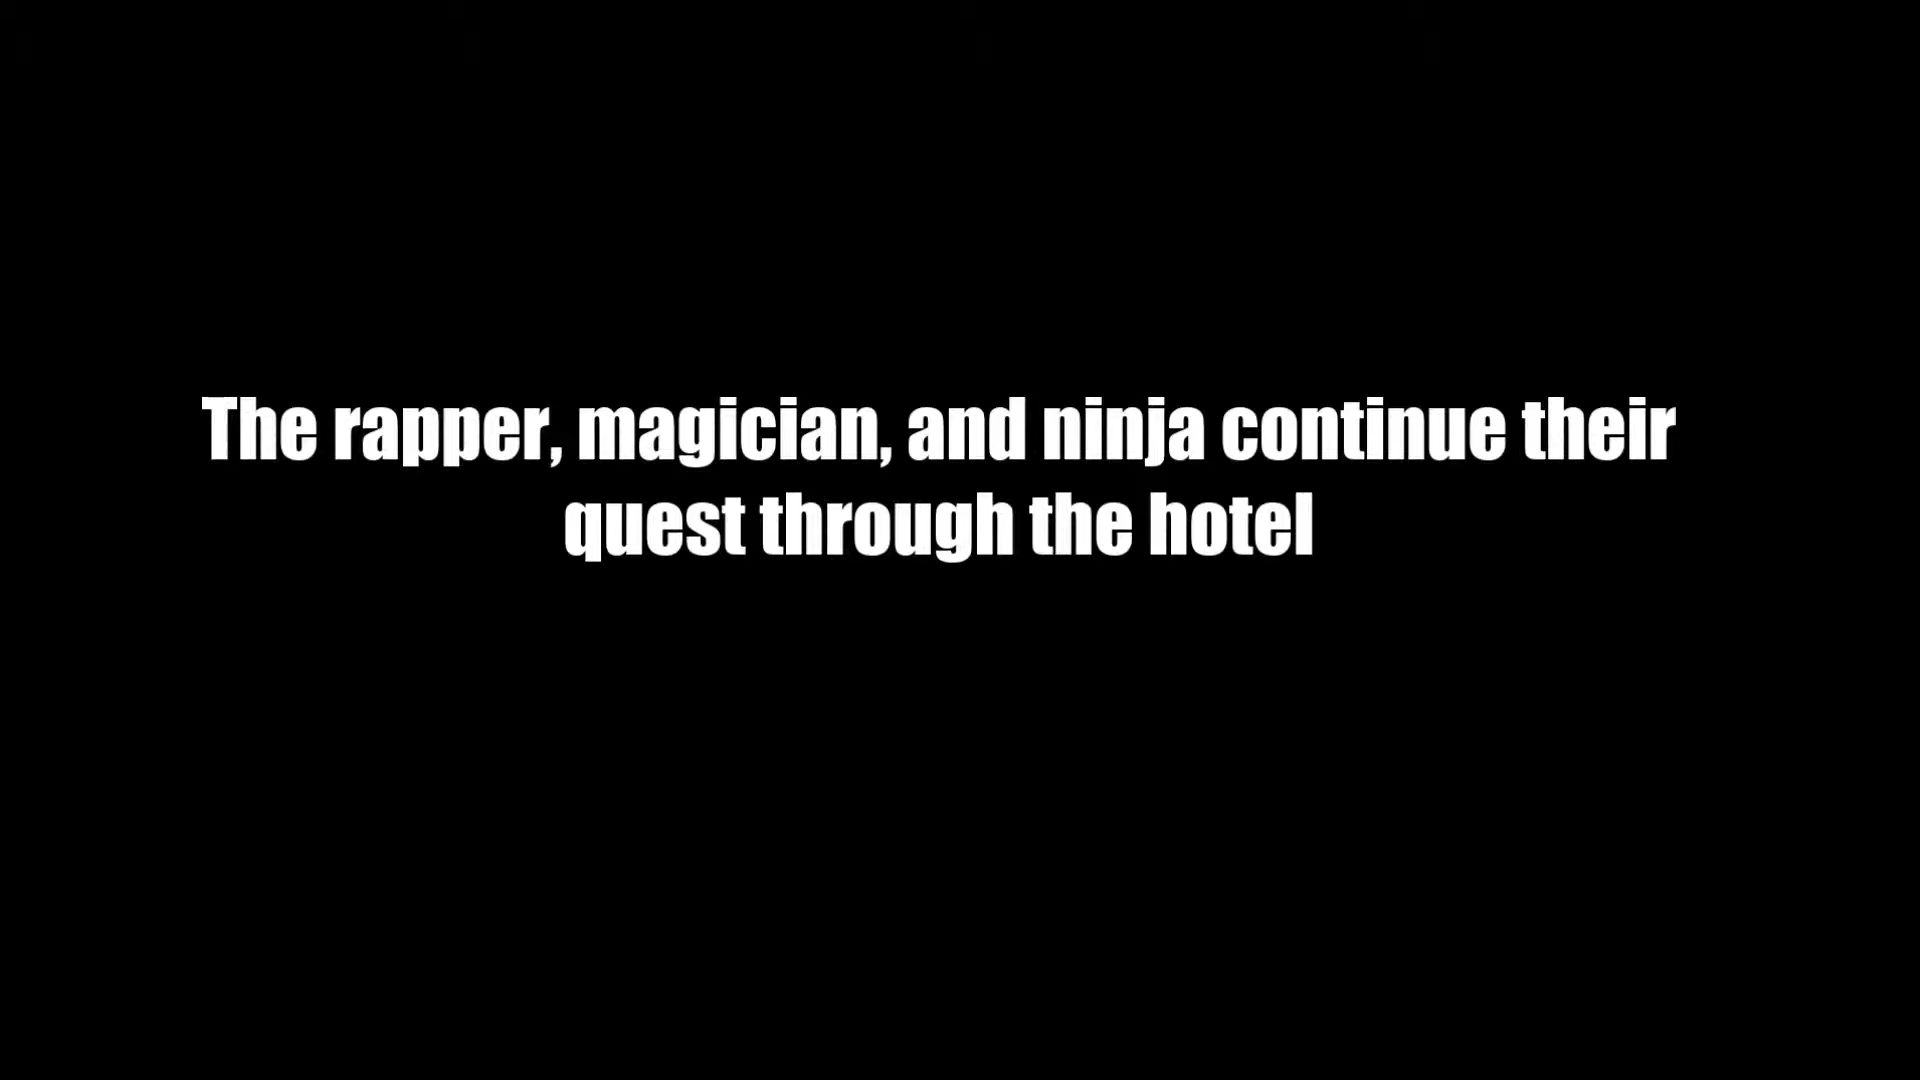 The rapper, magician, and ninja continue their
quest through the hotel